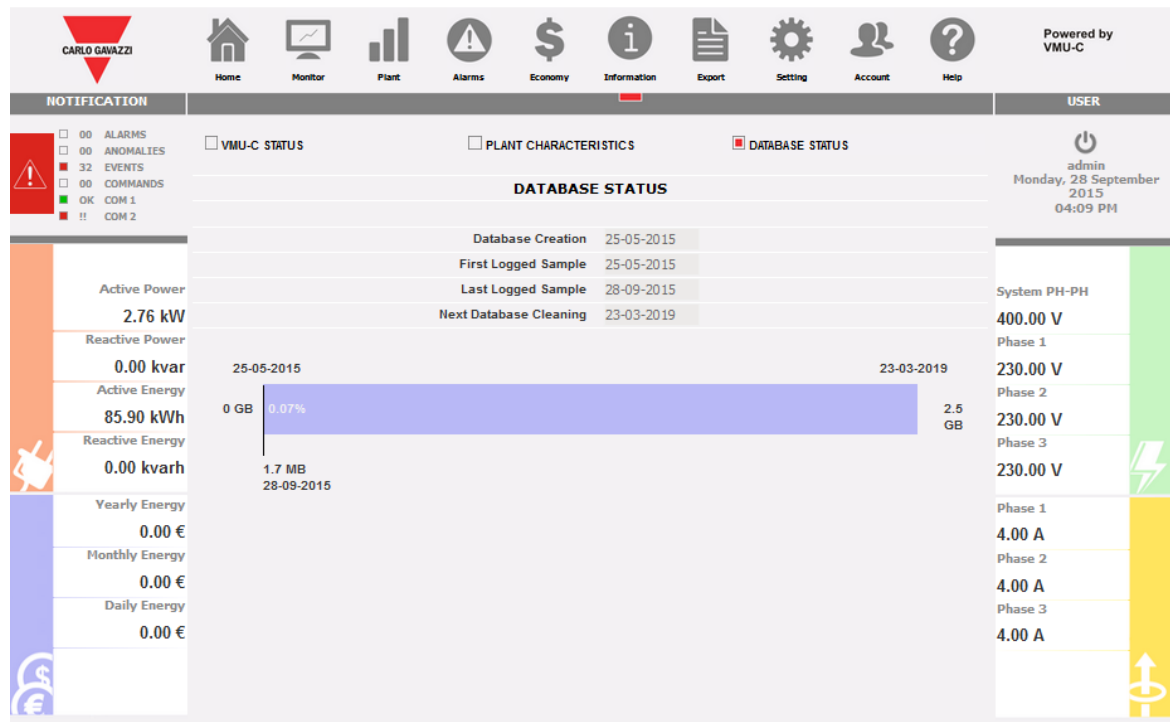 CARLO GAVAZZI
Home Monitor Plant Alarms Economy Information Export Setting Account Help
Powered by
VMU-C
NOTIFICATION
USER
00 ALARMS
00 ANOMALIES
32 EVENTS
00 COMMANDS
OK COM 1
!! COM 2
VMU-C STATUS PLANT CHARACTERISTICS DATABASE STATUS
admin
Monday, 28 September
2015
04:09 PM
DATABASE STATUS
Database Creation 25-05-2015
First Logged Sample 25-05-2015
Last Logged Sample 28-09-2015
Next Database Cleaning 23-03-2019
25-05-2015 23-03-2019
0 GB 0.07% 2.5
GB
1.7 MB
28-09-2015
Active Power
2.76 kW
Reactive Power
0.00 kvar
Active Energy
85.90 kWh
Reactive Energy
0.00 kvarh
Yearly Energy
0.00 €
Monthly Energy
0.00 €
Daily Energy
0.00 €
System PH-PH
400.00 V
Phase 1
230.00 V
Phase 2
230.00 V
Phase 3
230.00 V
Phase 1
4.00 A
Phase 2
4.00 A
Phase 3
4.00 A